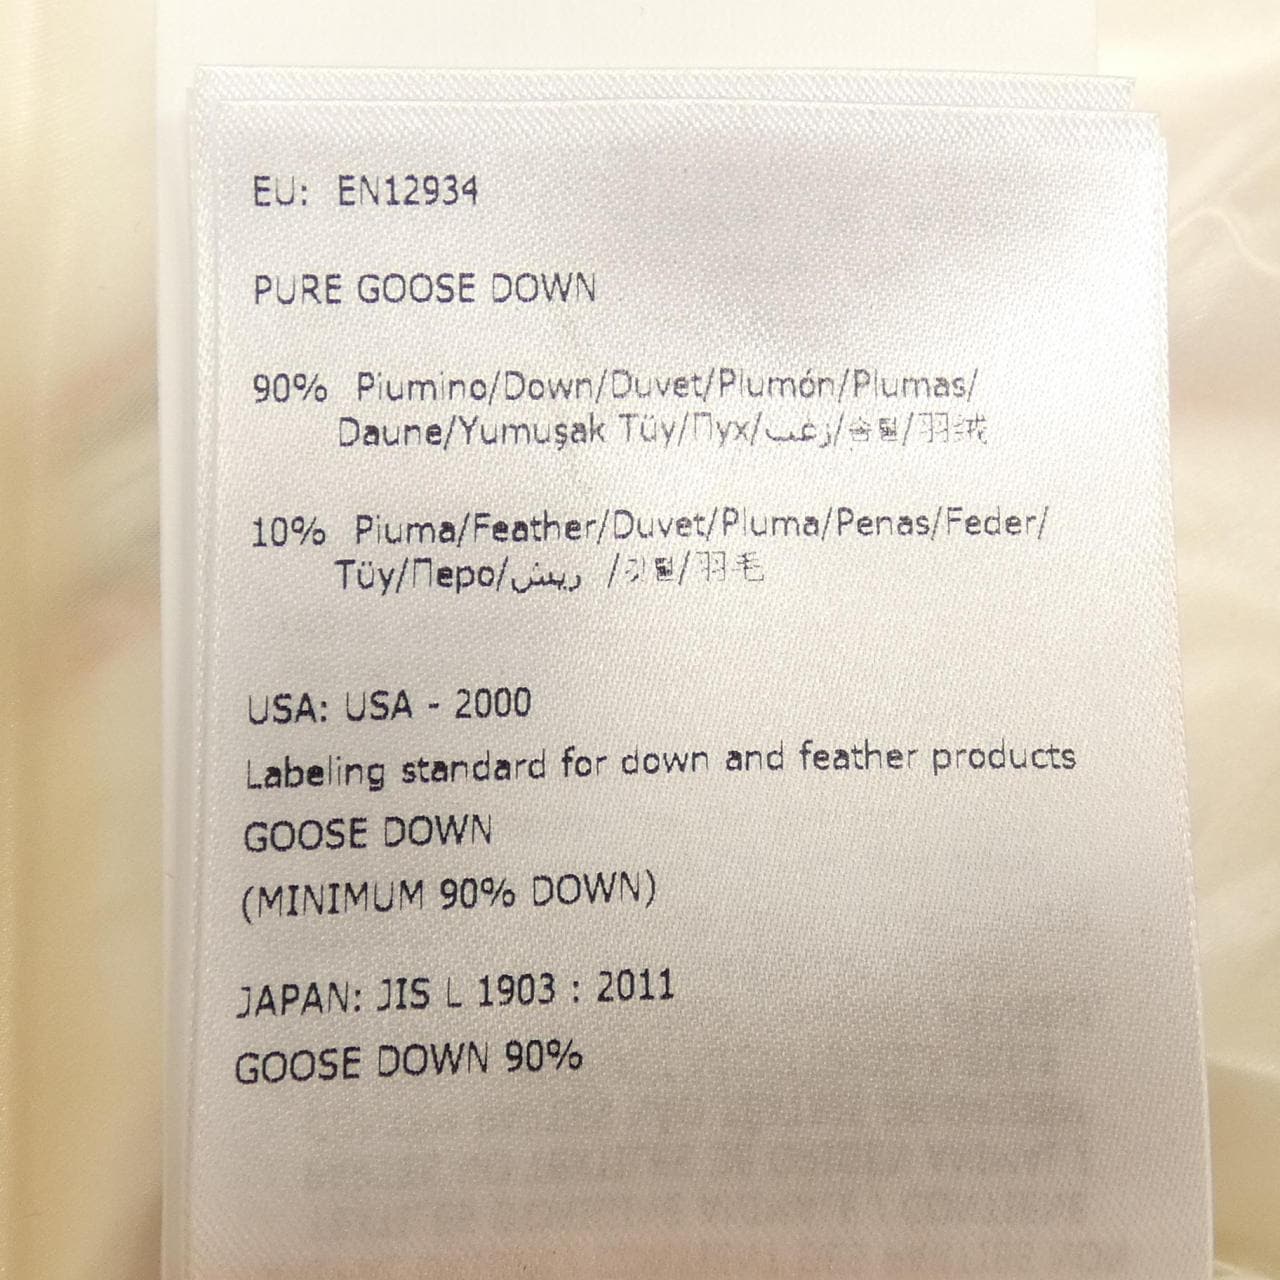 EU: EN12934
PURE GOOSE DOWN
90% Piumino/Down/Duvet/Plumón/Plumas/
Daune/Yumuşak Tüy/Пух/زغب/솜털/羽绒
10% Piuma/Feather/Duvet/Pluma/Penas/Feder/
Tüy/Перо/ريش /깃털/羽毛
USA: USA - 2000
Labeling standard for down and feather products
GOOSE DOWN
(MINIMUM 90% DOWN)
JAPAN: JIS L 1903 : 2011
GOOSE DOWN 90%